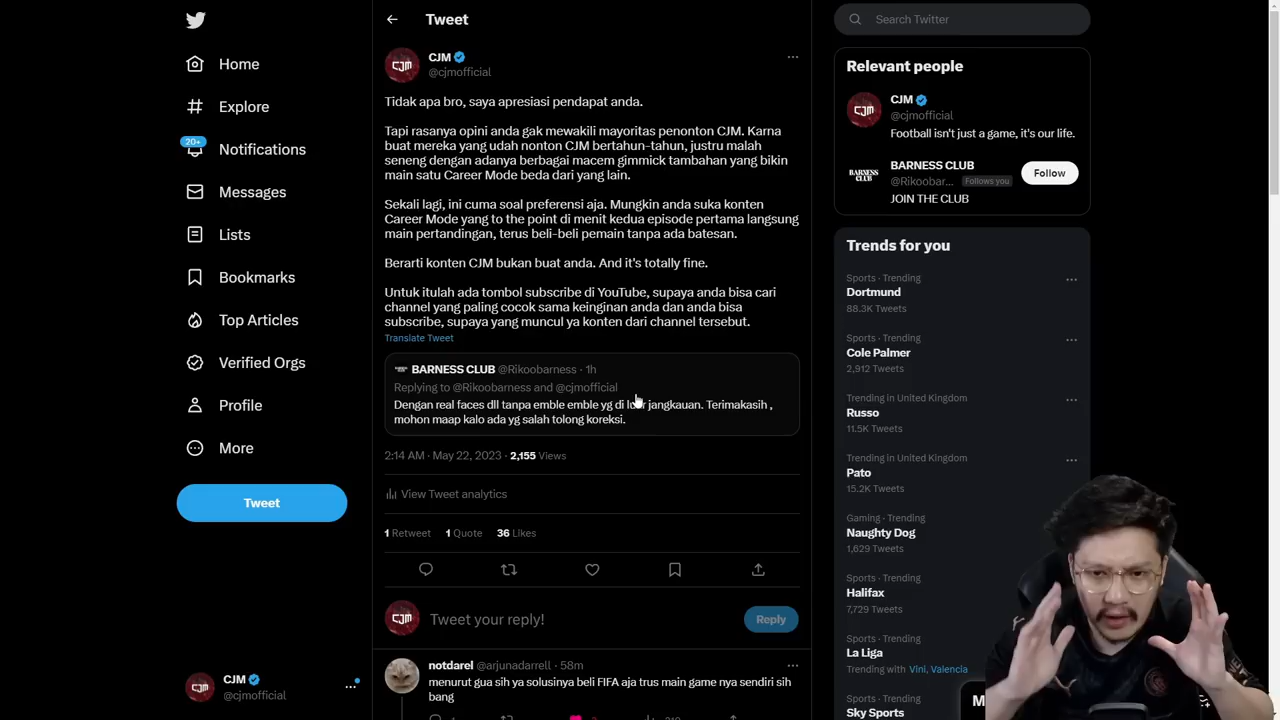 Home
Explore
20+
Notifications
Messages
Lists
Bookmarks
Top Articles
Verified Orgs
Profile
More
Tweet
CJM
@cjmofficial
Tweet
CJM
@cjmofficial
Tidak apa bro, saya apresiasi pendapat anda.
Tapi rasanya opini anda gak mewakili mayoritas penonton CJM. Karna
buat mereka yang udah nonton CJM bertahun-tahun, justru malah
seneng dengan adanya berbagai macem gimmick tambahan yang bikin
main satu Career Mode beda dari yang lain.
Sekali lagi, ini cuma soal preferensi aja. Mungkin anda suka konten
Career Mode yang to the point di menit kedua episode pertama langsung
main pertandingan, terus beli-beli pemain tanpa ada batesan.
Berarti konten CJM bukan buat anda. And it's totally fine.
Untuk itulah ada tombol subscribe di YouTube, supaya anda bisa cari
channel yang paling cocok sama keinginan anda dan anda bisa
subscribe, supaya yang muncul ya konten dari channel tersebut.
Translate Tweet
BARNESS CLUB @Rikoobarness · 1h
Replying to @Rikoobarness and @cjmofficial
Dengan real faces dll tanpa emble emble yg di luar jangkauan. Terimakasih ,
mohon maap kalo ada yg salah tolong koreksi.
2:14 AM · May 22, 2023 · 2,155 Views
View Tweet analytics
1 Retweet 1 Quote 36 Likes
CJM
Tweet your reply!
Reply
notdarel @arjunadarrell · 58m
menurut gua sih ya solusinya beli FIFA aja trus main game nya sendiri sih
bang
Search Twitter
Relevant people
CJM
CJM
@cjmofficial
Football isn't just a game, it's our life.
BARNESS CLUB
@Rikoobar... Follows you
Follow
JOIN THE CLUB
Trends for you
Sports · Trending
Dortmund
88.3K Tweets
Sports · Trending
Cole Palmer
2,912 Tweets
Trending in United Kingdom
Russo
11.5K Tweets
Trending in United Kingdom
Pato
15.2K Tweets
Gaming · Trending
Naughty Dog
1,629 Tweets
Sports · Trending
Halifax
7,729 Tweets
Sports · Trending
La Liga
Trending with Vini, Valencia
Sports · Trending
Sky Sports